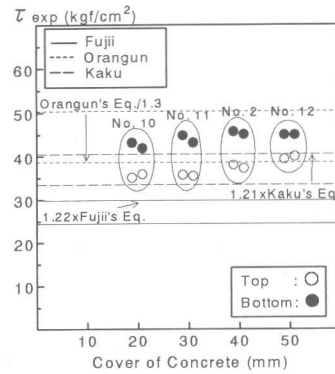 τ exp (kgf/cm²)
70
60
50
40
30
20
10
Fujii
Orangun
Kaku
Orangun's Eq./1.3
No. 10
No. 11
No. 2
No. 12
1.21xKaku's Eq
1.22xFujii's Eq.
Top : ○
Bottom: ●
10 20 30 40 50
Cover of Concrete (mm)